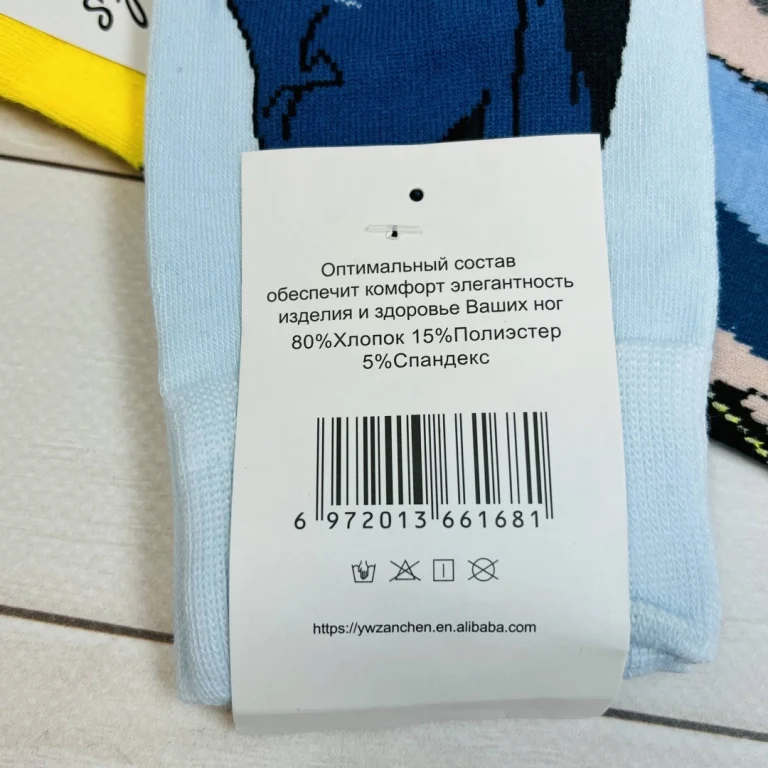 Оптимальный состав
обеспечит комфорт элегантность
изделия и здоровье Ваших ног
80%Хлопок 15%Полиэстер
5%Спандекс
6 972013 661681
https://ywzanchen.en.alibaba.com